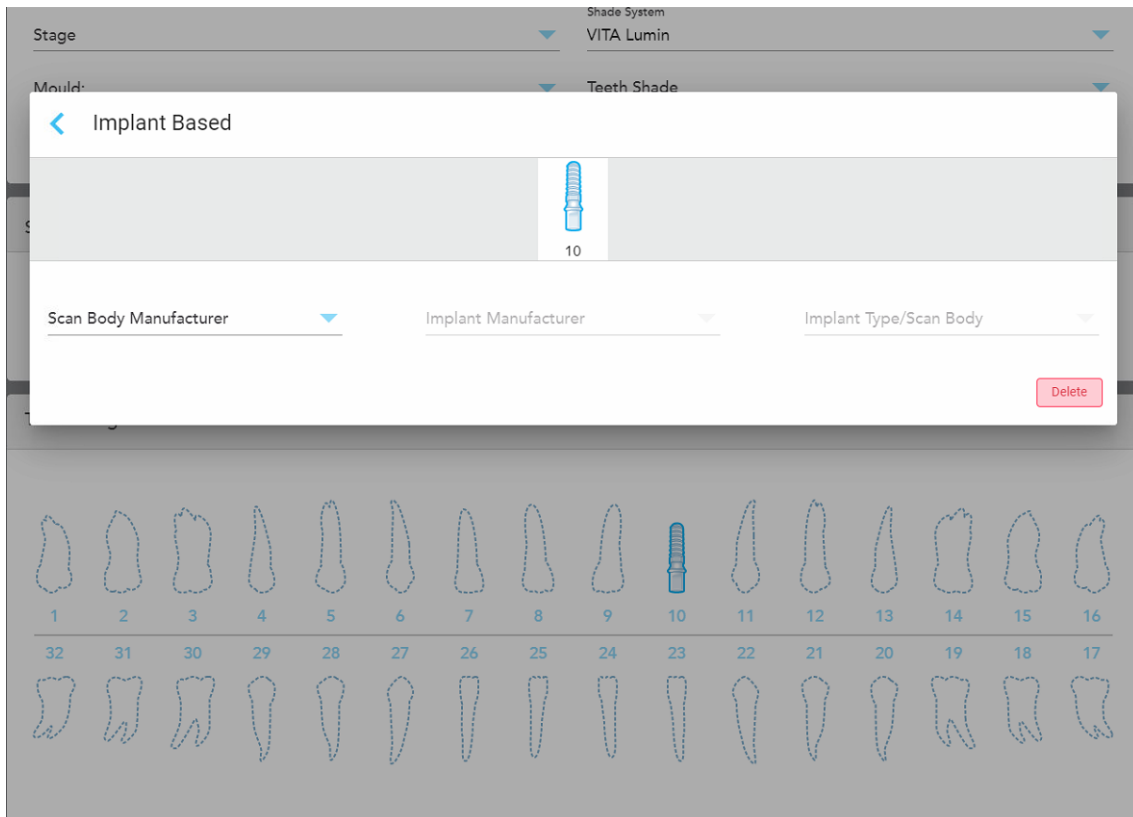 Shade System
Stage VITA Lumin
Mould: Teeth Shade
Implant Based
10
Scan Body Manufacturer Implant Manufacturer Implant Type/Scan Body
Delete
1 2 3 4 5 6 7 8 9 10 11 12 13 14 15 16
32 31 30 29 28 27 26 25 24 23 22 21 20 19 18 17